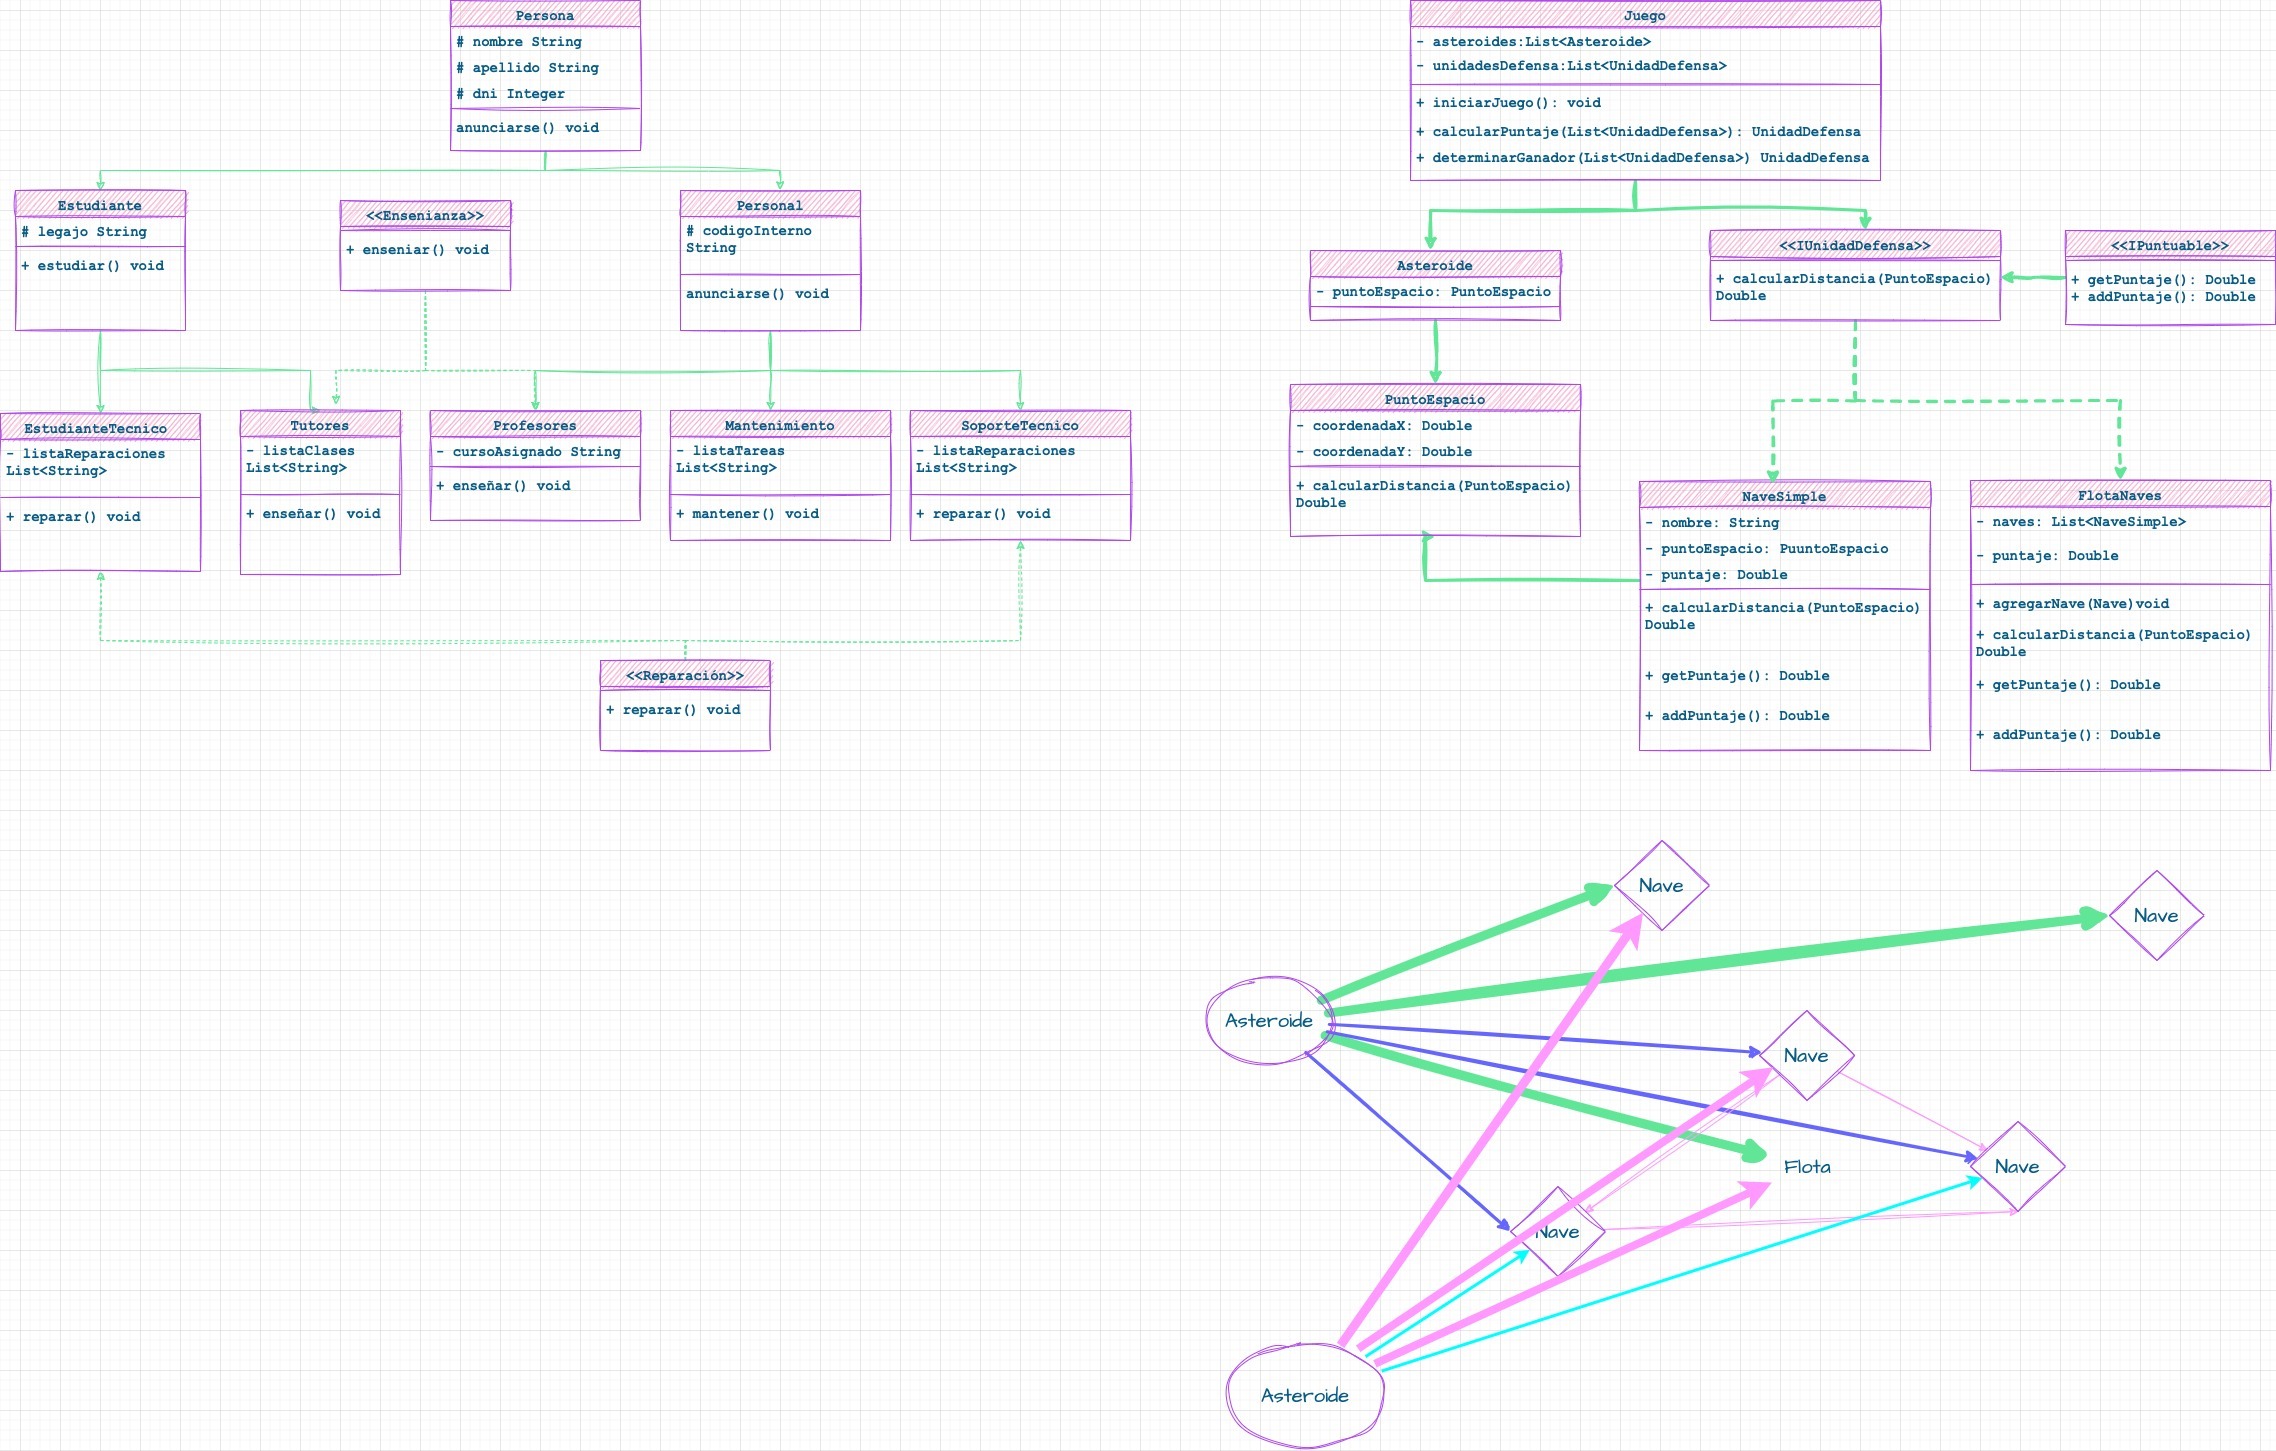 Persona
# nombre String
# apellido String
# dni Integer
anunciarse() void
Estudiante
# legajo String
+ estudiar() void
<<Ensenianza>>
+ enseniar() void
Personal
# codigoInterno
String
anunciarse() void
EstudianteTecnico
- listaReparaciones
List<String>
+ reparar() void
Tutores
- listaClases
List<String>
+ enseñar() void
Profesores
- cursoAsignado String
+ enseñar() void
Mantenimiento
- listaTareas
List<String>
+ mantener() void
SoporteTecnico
- listaReparaciones
List<String>
+ reparar() void
<<Reparación>>
+ reparar() void
Juego
- asteroides:List<Asteroide>
- unidadesDefensa:List<UnidadDefensa>
+ iniciarJuego(): void
+ calcularPuntaje(List<UnidadDefensa>): UnidadDefensa
+ determinarGanador(List<UnidadDefensa>) UnidadDefensa
Asteroide
- puntoEspacio: PuntoEspacio
<<IUnidadDefensa>>
+ calcularDistancia(PuntoEspacio)
Double
<<IPuntuable>>
+ getPuntaje(): Double
+ addPuntaje(): Double
PuntoEspacio
- coordenadaX: Double
- coordenadaY: Double
+ calcularDistancia(PuntoEspacio)
Double
NaveSimple
- nombre: String
- puntoEspacio: PuuntoEspacio
- puntaje: Double
+ calcularDistancia(PuntoEspacio)
Double
+ getPuntaje(): Double
+ addPuntaje(): Double
FlotaNaves
- naves: List<NaveSimple>
- puntaje: Double
+ agregarNave(Nave)void
+ calcularDistancia(PuntoEspacio)
Double
+ getPuntaje(): Double
+ addPuntaje(): Double
Nave
Nave
Asteroide
Nave
Flota
Nave
Nave
Asteroide